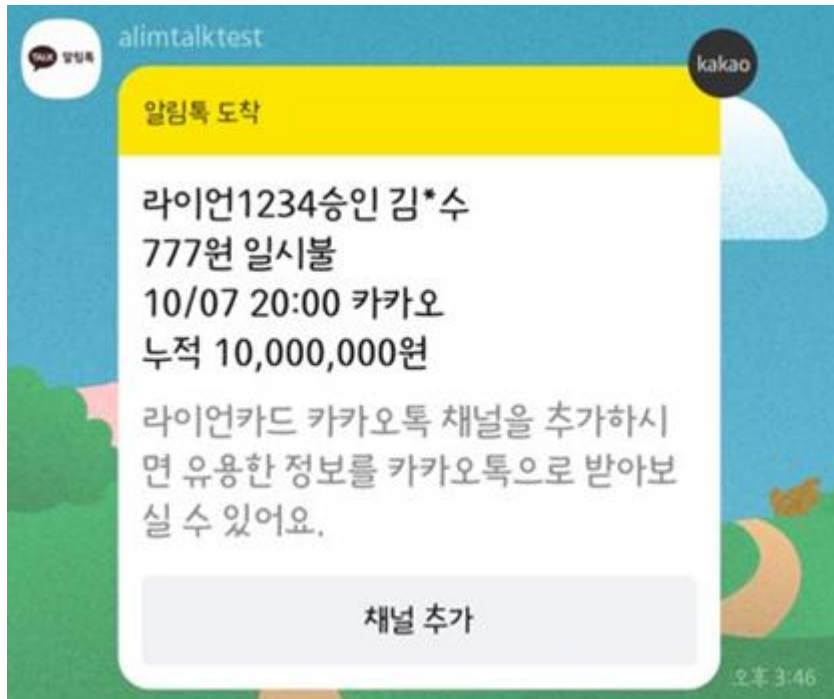 alimtalktest
TALK 알림톡
kakao
알림톡 도착
라이언1234승인 김*수
777원 일시불
10/07 20:00 카카오
누적 10,000,000원
라이언카드 카카오톡 채널을 추가하시
면 유용한 정보를 카카오톡으로 받아보
실 수 있어요.
채널 추가
오후 3:46